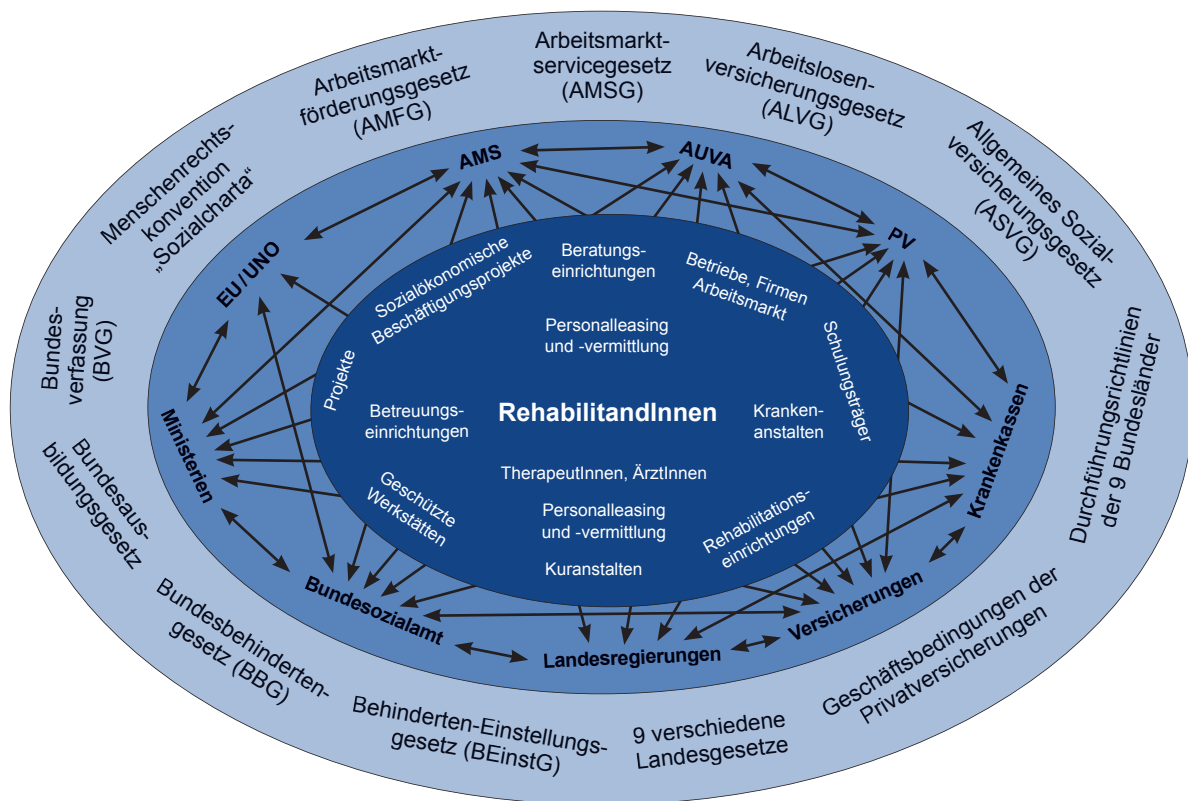 Arbeitsmarkt-
förderungsgesetz
(AMFG)
Arbeitsmarkt-
servicegesetz
(AMSG)
Arbeitslosen-
versicherungsgesetz
(ALVG)
Allgemeines Sozial-
versicherungsgesetz
(ASVG)
Durchführungsrichtlinien
der 9 Bundesländer
Geschäftsbedingungen der
Privatversicherungen
9 verschiedene
Landesgesetze
Behinderten-Einstellungs-
gesetz (BEinstG)
Bundesbehinderten-
gesetz (BBG)
Bundesaus-
bildungsgesetz
Bundes-
verfassung
(BVG)
Menschenrechts-
konvention
„Sozialcharta“
AMS
AUVA
PV
Krankenkassen
Versicherungen
Landesregierungen
Bundesozialamt
Ministerien
EU/UNO
Sozialökonomische
Beschäftigungsprojekte
Beratungs-
einrichtungen
Betriebe, Firmen
Arbeitsmarkt
Personalleasing
und -vermittlung
Schulungsträger
Projekte
Betreuungs-
einrichtungen
RehabilitandInnen
Kranken-
anstalten
TherapeutInnen, ÄrztInnen
Geschützte
Werkstätten
Personalleasing
und -vermittlung
Rehabilitations-
einrichtungen
Kuranstalten